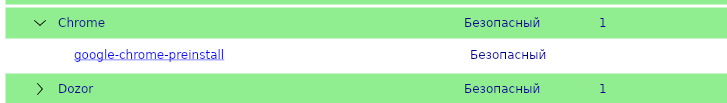 Chrome Безопасный 1
google-chrome-preinstall Безопасный
Dozor Безопасный 1